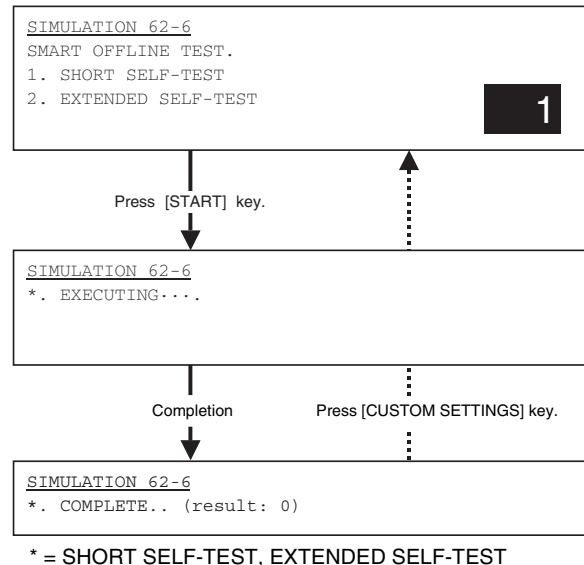 SIMULATION 62-6
SMART OFFLINE TEST.
1. SHORT SELF-TEST
2. EXTENDED SELF-TEST
1
Press [START] key.
SIMULATION 62-6
*. EXECUTING···.
Completion
Press [CUSTOM SETTINGS] key.
SIMULATION 62-6
*. COMPLETE.. (result: 0)
* = SHORT SELF-TEST, EXTENDED SELF-TEST